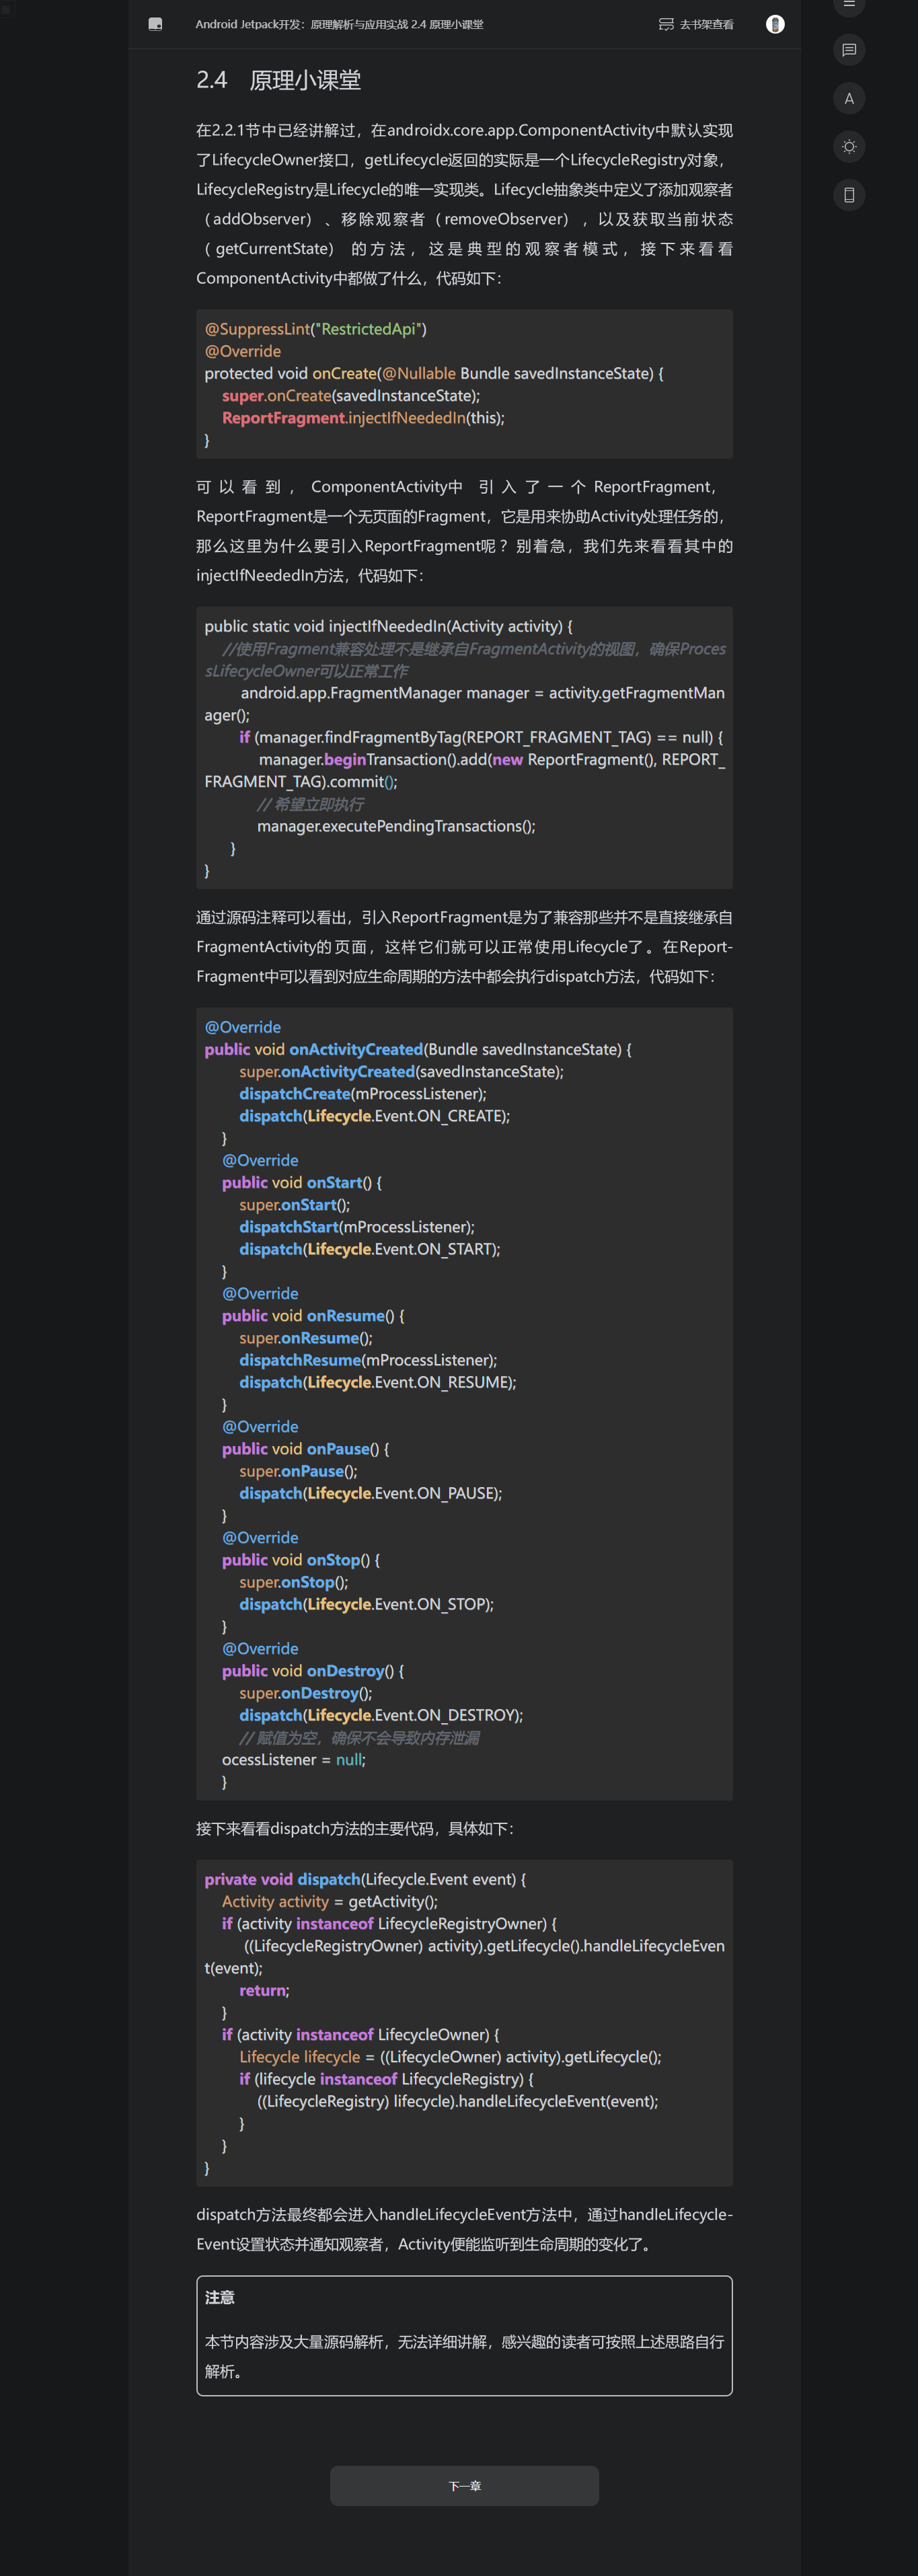 Android Jetpack开发：原理解析与应用实战 2.4 原理小课堂
去书架查看
2.4 原理小课堂
在2.2.1节中已经讲解过，在androidx.core.app.ComponentActivity中默认实现
了LifecycleOwner接口，getLifecycle返回的实际是一个LifecycleRegistry对象，
LifecycleRegistry是Lifecycle的唯一实现类。Lifecycle抽象类中定义了添加观察者
（addObserver）、移除观察者（removeObserver），以及获取当前状态
（getCurrentState）的方法，这是典型的观察者模式，接下来看看
ComponentActivity中都做了什么，代码如下：
@SuppressLint("RestrictedApi")
@Override
protected void onCreate(@Nullable Bundle savedInstanceState) {
super.onCreate(savedInstanceState);
ReportFragment.injectIfNeededIn(this);
}
可以看到，ComponentActivity中 引入了一个ReportFragment，
ReportFragment是一个无页面的Fragment，它是用来协助Activity处理任务的，
那么这里为什么要引入ReportFragment呢？别着急，我们先来看看其中的
injectIfNeededIn方法，代码如下：
public static void injectIfNeededIn(Activity activity) {
//使用Fragment兼容处理不是继承自FragmentActivity的视图，确保Proces
sLifecycleOwner可以正常工作
android.app.FragmentManager manager = activity.getFragmentMan
ager();
if (manager.findFragmentByTag(REPORT_FRAGMENT_TAG) == null) {
manager.beginTransaction().add(new ReportFragment(), REPORT_
FRAGMENT_TAG).commit();
// 希望立即执行
manager.executePendingTransactions();
}
}
通过源码注释可以看出，引入ReportFragment是为了兼容那些并不是直接继承自
FragmentActivity的页面，这样它们就可以正常使用Lifecycle了。在Report-
Fragment中可以看到对应生命周期的方法中都会执行dispatch方法，代码如下：
@Override
public void onActivityCreated(Bundle savedInstanceState) {
super.onActivityCreated(savedInstanceState);
dispatchCreate(mProcessListener);
dispatch(Lifecycle.Event.ON_CREATE);
}
@Override
public void onStart() {
super.onStart();
dispatchStart(mProcessListener);
dispatch(Lifecycle.Event.ON_START);
}
@Override
public void onResume() {
super.onResume();
dispatchResume(mProcessListener);
dispatch(Lifecycle.Event.ON_RESUME);
}
@Override
public void onPause() {
super.onPause();
dispatch(Lifecycle.Event.ON_PAUSE);
}
@Override
public void onStop() {
super.onStop();
dispatch(Lifecycle.Event.ON_STOP);
}
@Override
public void onDestroy() {
super.onDestroy();
dispatch(Lifecycle.Event.ON_DESTROY);
// 赋值为空，确保不会导致内存泄漏
ocessListener = null;
}
接下来看看dispatch方法的主要代码，具体如下：
private void dispatch(Lifecycle.Event event) {
Activity activity = getActivity();
if (activity instanceof LifecycleRegistryOwner) {
((LifecycleRegistryOwner) activity).getLifecycle().handleLifecycleEven
t(event);
return;
}
if (activity instanceof LifecycleOwner) {
Lifecycle lifecycle = ((LifecycleOwner) activity).getLifecycle();
if (lifecycle instanceof LifecycleRegistry) {
((LifecycleRegistry) lifecycle).handleLifecycleEvent(event);
}
}
}
dispatch方法最终都会进入handleLifecycleEvent方法中，通过handleLifecycle-
Event设置状态并通知观察者，Activity便能监听到生命周期的变化了。
注意
本节内容涉及大量源码解析，无法详细讲解，感兴趣的读者可按照上述思路自行
解析。
下一章